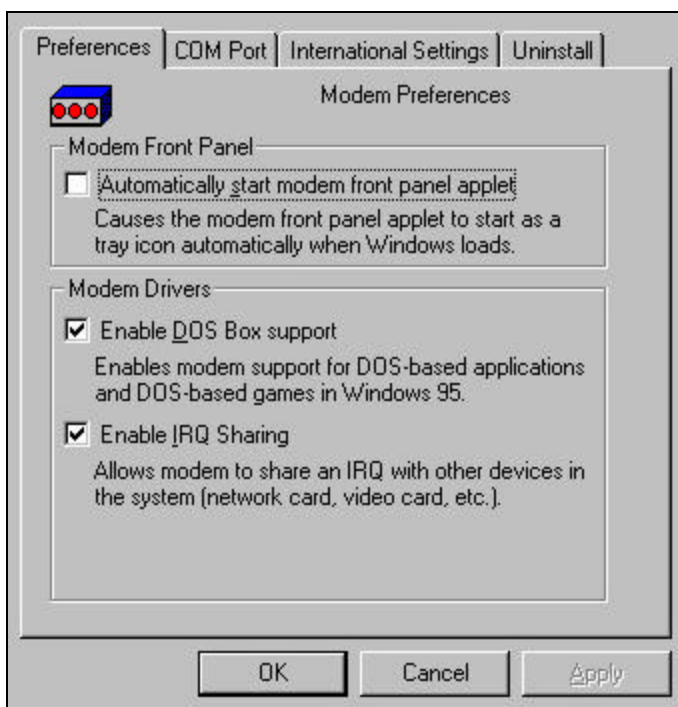 Preferences COM Port International Settings Uninstall
Modem Preferences
Modem Front Panel
Automatically start modem front panel applet
Causes the modem front panel applet to start as a
tray icon automatically when Windows loads.
Modem Drivers
Enable DOS Box support
Enables modem support for DOS-based applications
and DOS-based games in Windows 95.
Enable IRQ Sharing
Allows modem to share an IRQ with other devices in
the system (network card, video card, etc.).
OK Cancel Apply